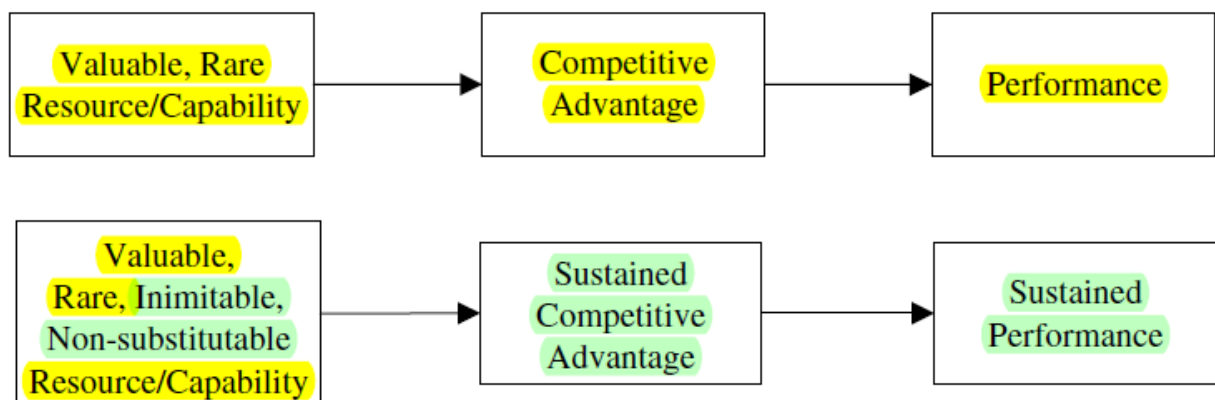 Valuable, Rare
Resource/Capability
Competitive
Advantage
Performance
Valuable,
Rare, Inimitable,
Non-substitutable
Resource/Capability
Sustained
Competitive
Advantage
Sustained
Performance